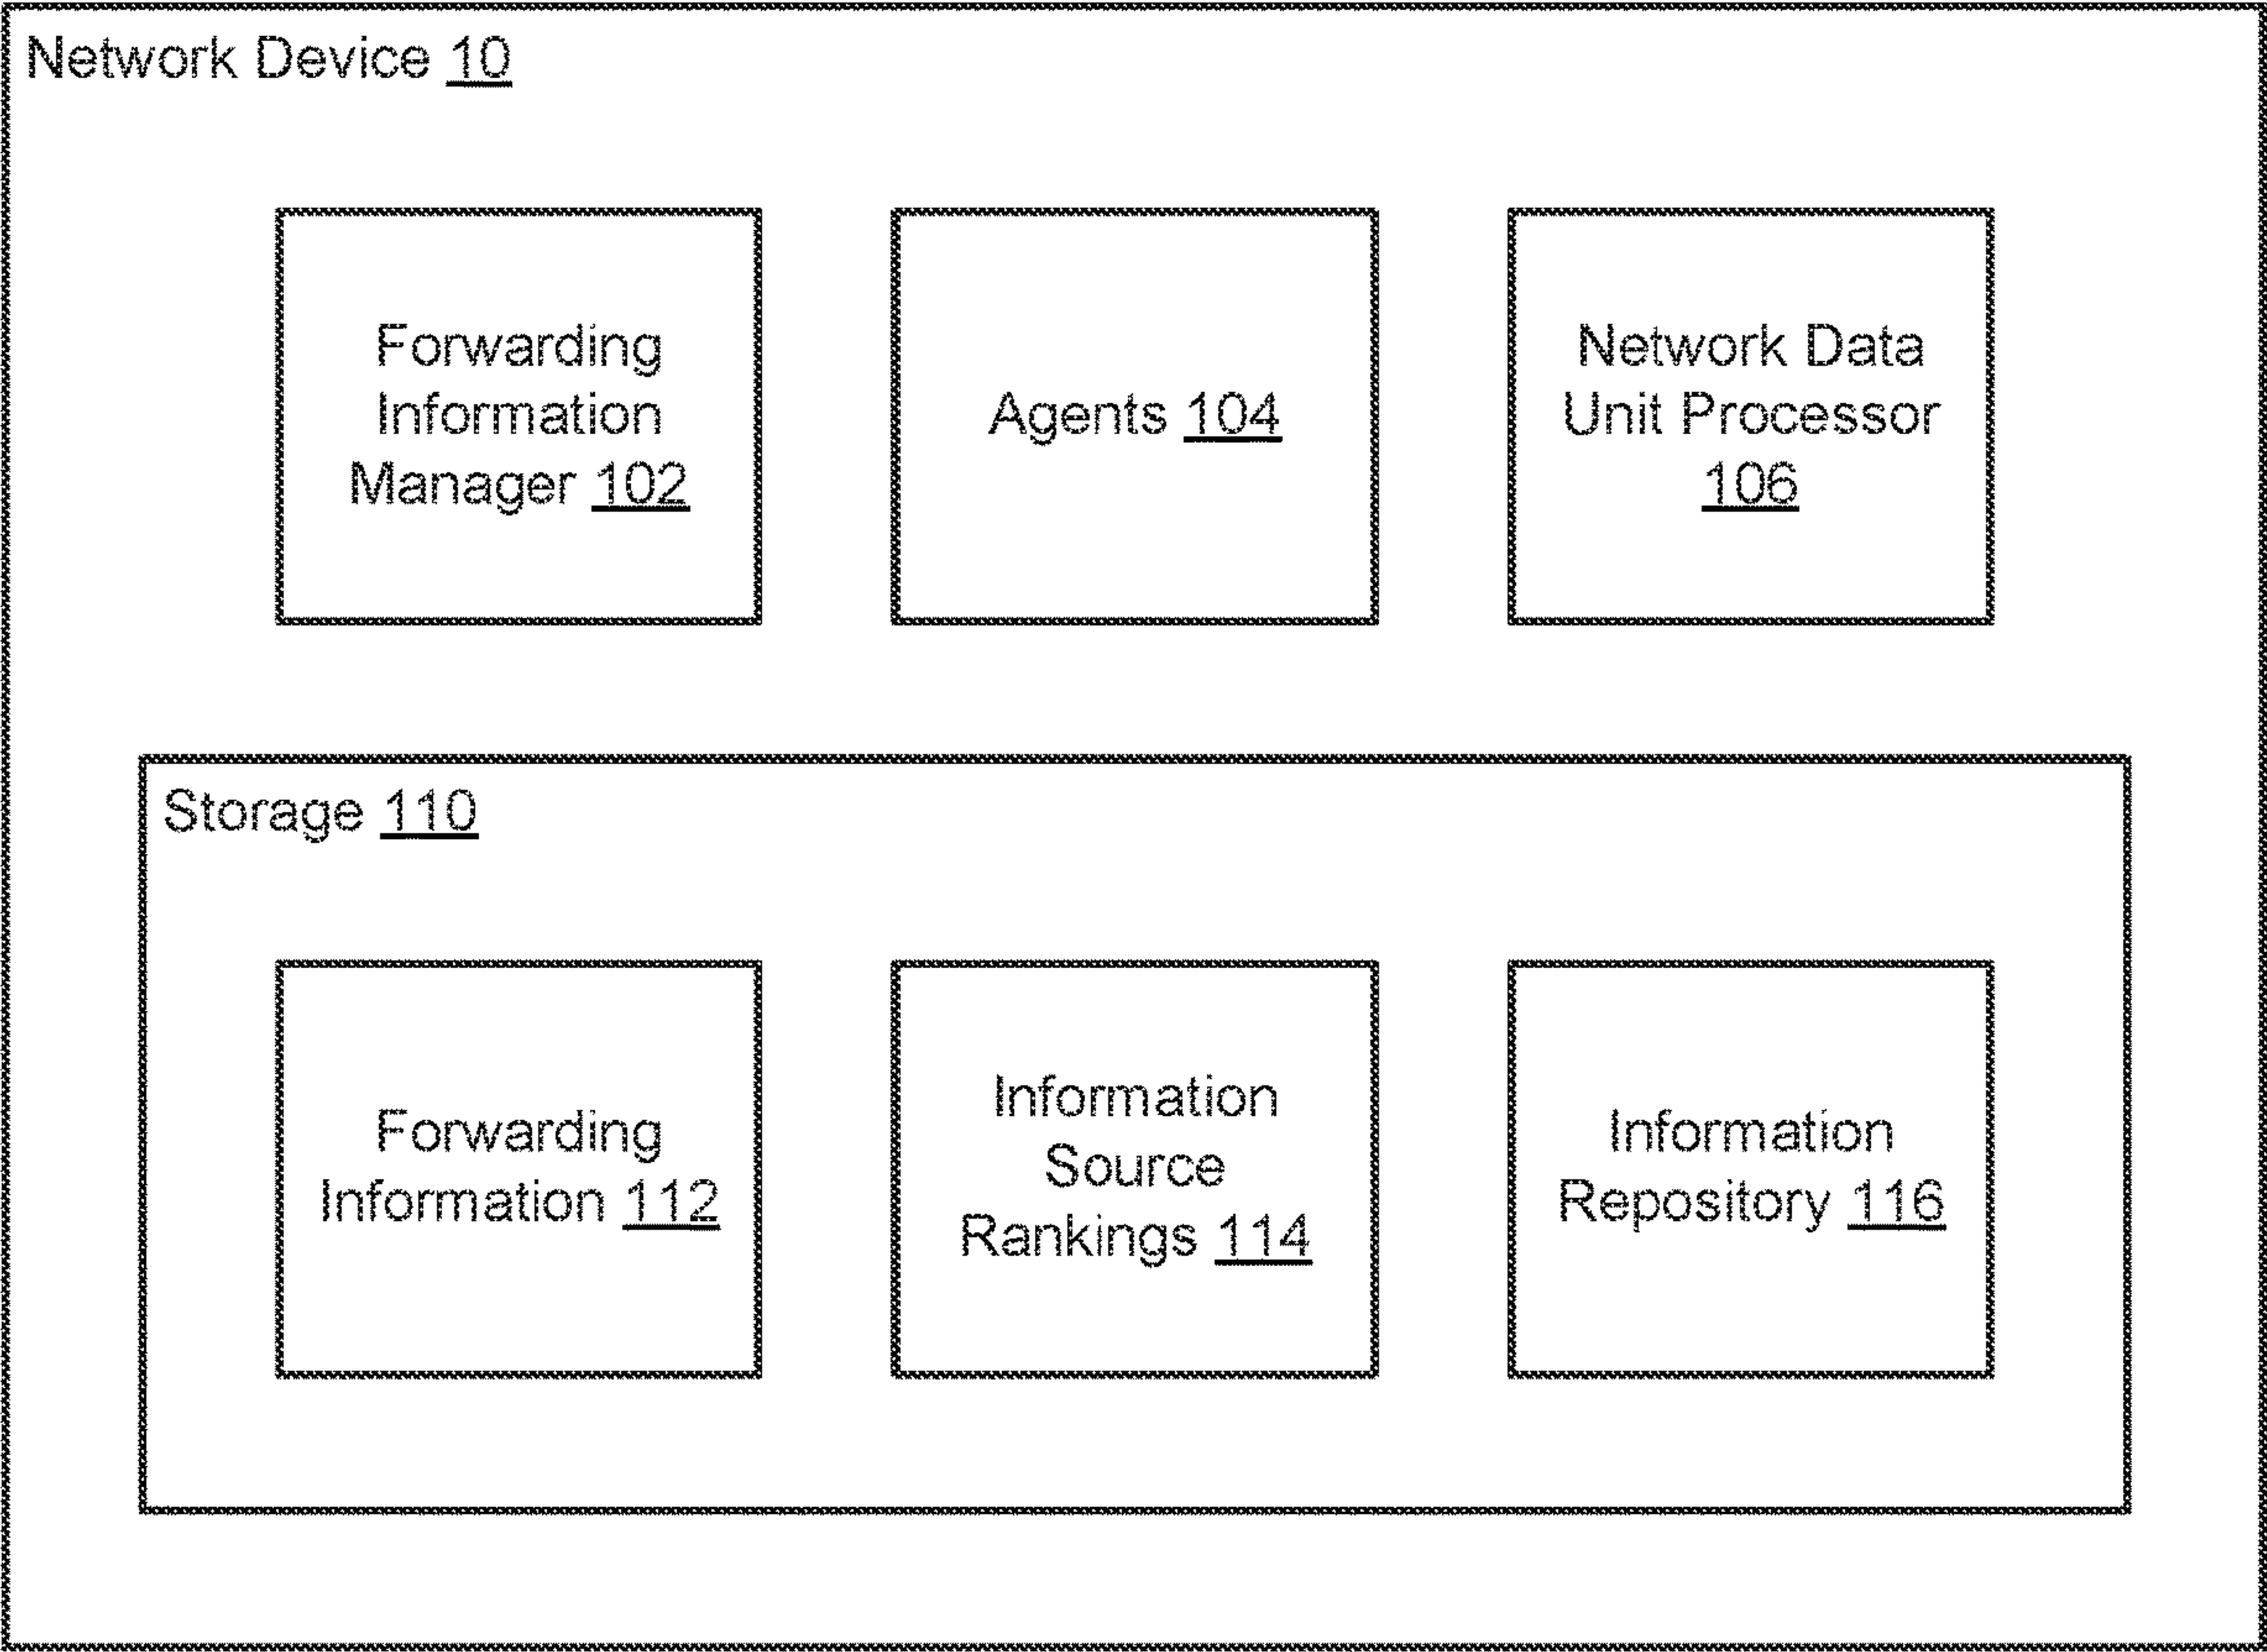 Network Device 10
Forwarding
Information
Manager 102
Agents 104
Network Data
Unit Processor
106
Storage 110
Forwarding
Information 112
Information
Source
Rankings 114
Information
Repository 116